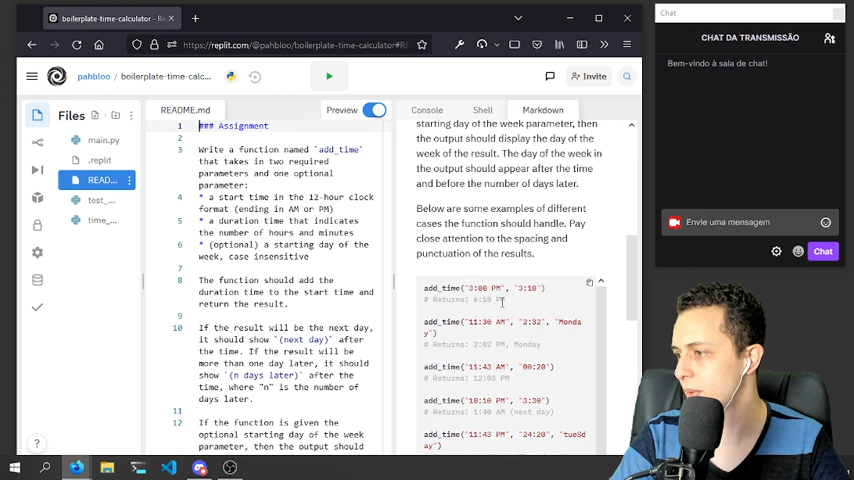 boilerplate-time-calculator - Re
https://replit.com/@pahbloo/boilerplate-time-calculator#RE
pahbloo / boilerplate-time-calc...
Invite
Files
main.py
.replit
READ...
test_...
time_...
README.md
Preview
1 ### Assignment
2
3 Write a function named `add_time`
that takes in two required
parameters and one optional
parameter:
4 * a start time in the 12-hour clock
format (ending in AM or PM)
5 * a duration time that indicates
the number of hours and minutes
6 * (optional) a starting day of the
week, case insensitive
7
8 The function should add the
duration time to the start time and
return the result.
9
10 If the result will be the next day,
it should show `(next day)` after
the time. If the result will be
more than one day later, it should
show `(n days later)` after the
time, where "n" is the number of
days later.
11
12 If the function is given the
optional starting day of the week
parameter, then the output should
Console Shell Markdown
starting day of the week parameter, then
the output should display the day of the
week of the result. The day of the week in
the output should appear after the time
and before the number of days later.
Below are some examples of different
cases the function should handle. Pay
close attention to the spacing and
punctuation of the results.
add_time("3:00 PM", "3:10")
# Returns: 6:10 PM
add_time("11:30 AM", "2:32", "Monda
y")
# Returns: 2:02 PM, Monday
add_time("11:43 AM", "00:20")
# Returns: 12:03 PM
add_time("10:10 PM", "3:30")
# Returns: 1:40 AM (next day)
add_time("11:43 PM", "24:20", "tueSd
ay")
?
Chat
CHAT DA TRANSMISSÃO
Bem-vindo à sala de chat!
Envie uma mensagem
Chat